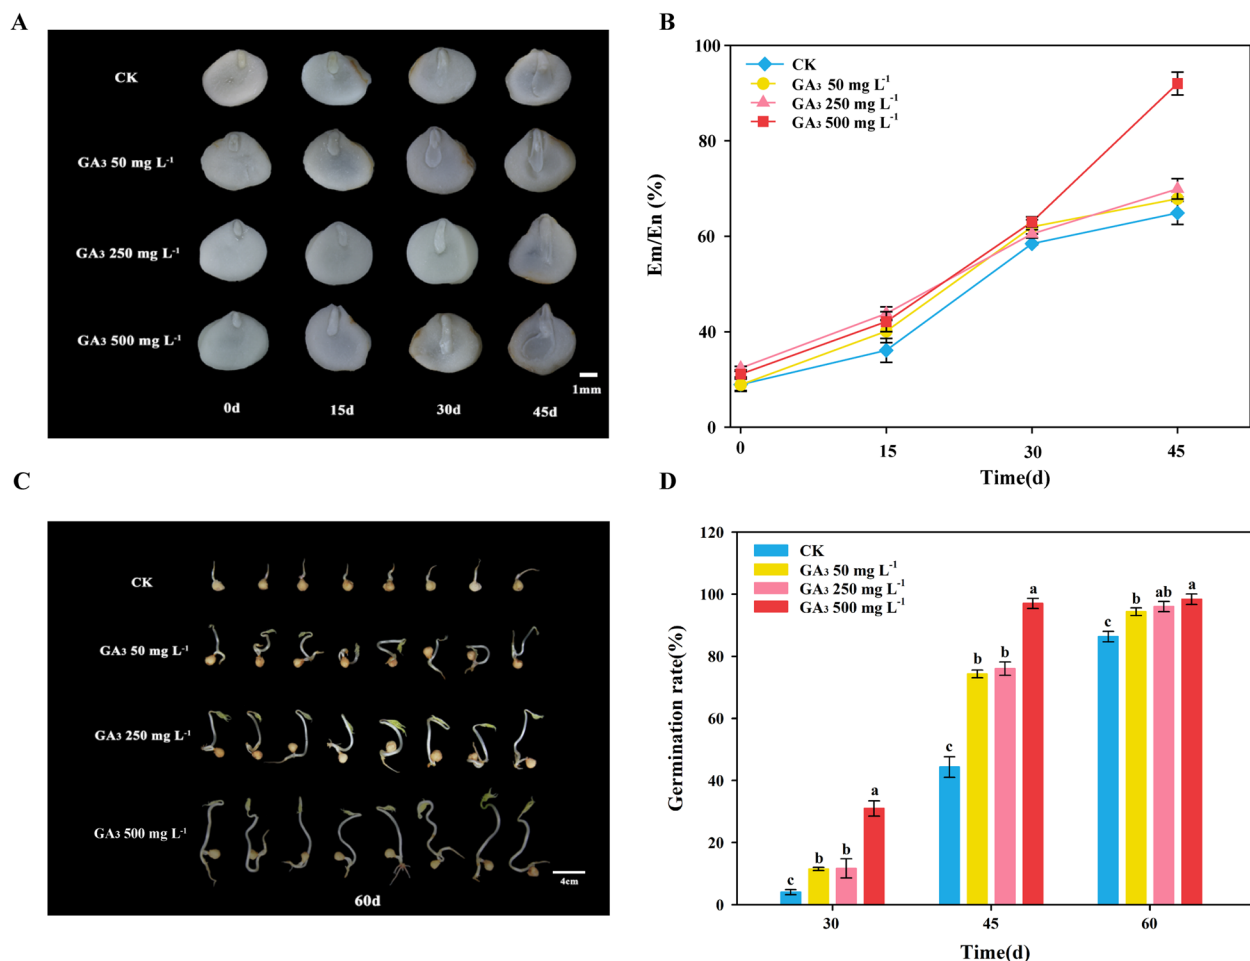 A
CK
GA₃ 50 mg L⁻¹
GA₃ 250 mg L⁻¹
GA₃ 500 mg L⁻¹
1mm
0d 15d 30d 45d
B
100
80
60
40
0
Em/En (%)
CK
GA₃ 50 mg L⁻¹
GA₃ 250 mg L⁻¹
GA₃ 500 mg L⁻¹
0 15 30 45
Time(d)
C
CK
GA₃ 50 mg L⁻¹
GA₃ 250 mg L⁻¹
GA₃ 500 mg L⁻¹
4cm
60d
D
120
100
80
60
40
20
0
Germination rate(%)
CK
GA₃ 50 mg L⁻¹
GA₃ 250 mg L⁻¹
GA₃ 500 mg L⁻¹
c b b a
c b b a
c b ab a
30 45 60
Time(d)